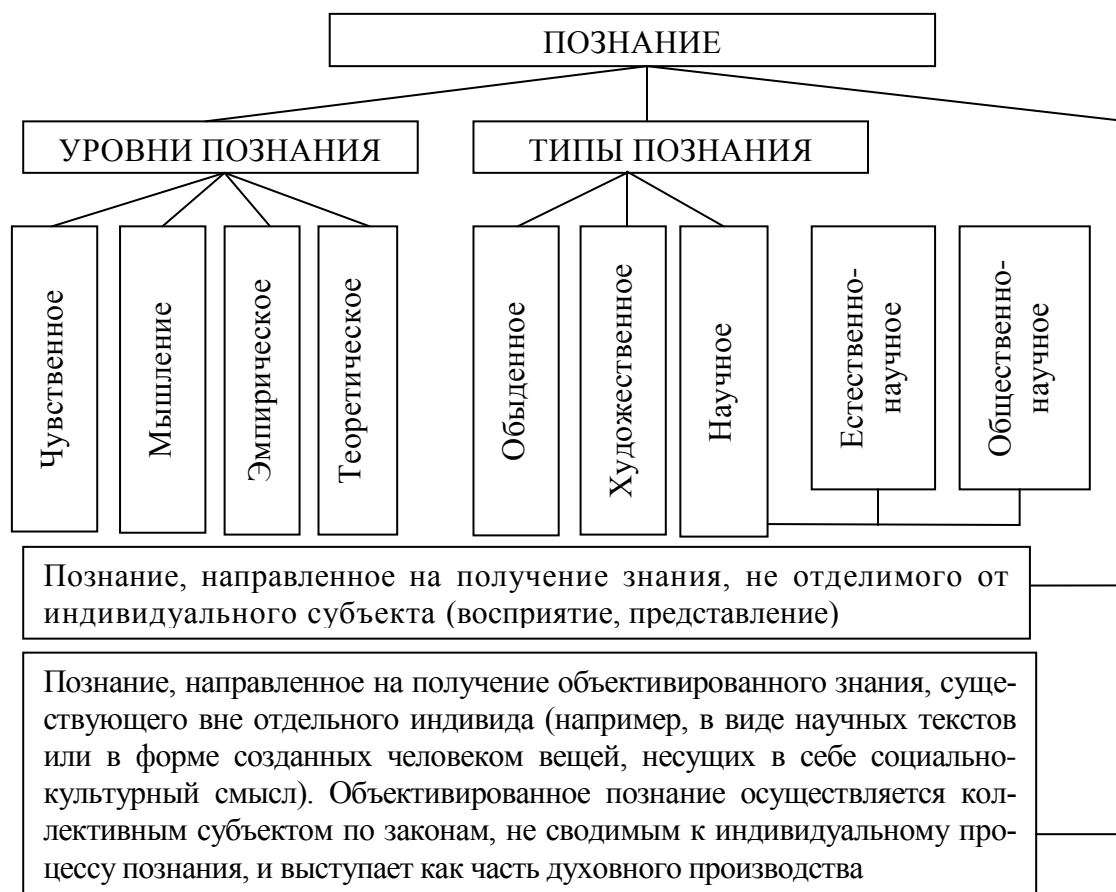 ПОЗНАНИЕ
УРОВНИ ПОЗНАНИЯ
ТИПЫ ПОЗНАНИЯ
Чувственное
Мышление
Эмпирическое
Теоретическое
Обыденное
Художественное
Научное
Естественно-
научное
Общественно-
научное
Познание, направленное на получение знания, не отделимого от
индивидуального субъекта (восприятие, представление)
Познание, направленное на получение объективированного знания, суще-
ствующего вне отдельного индивида (например, в виде научных текстов
или в форме созданных человеком вещей, несущих в себе социально-
культурный смысл). Объективированное познание осуществляется кол-
лективным субъектом по законам, не сводимым к индивидуальному про-
цессу познания, и выступает как часть духовного производства